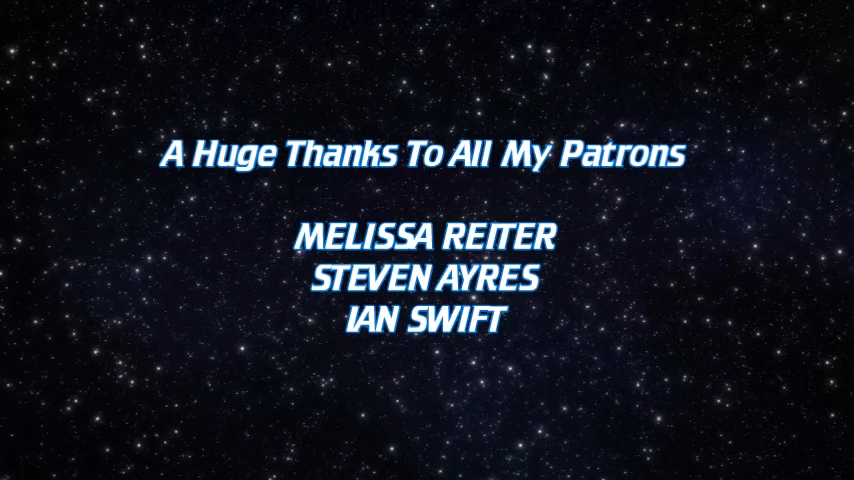 A Huge Thanks To All My Patrons
MELISSA REITER
STEVEN AYRES
IAN SWIFT